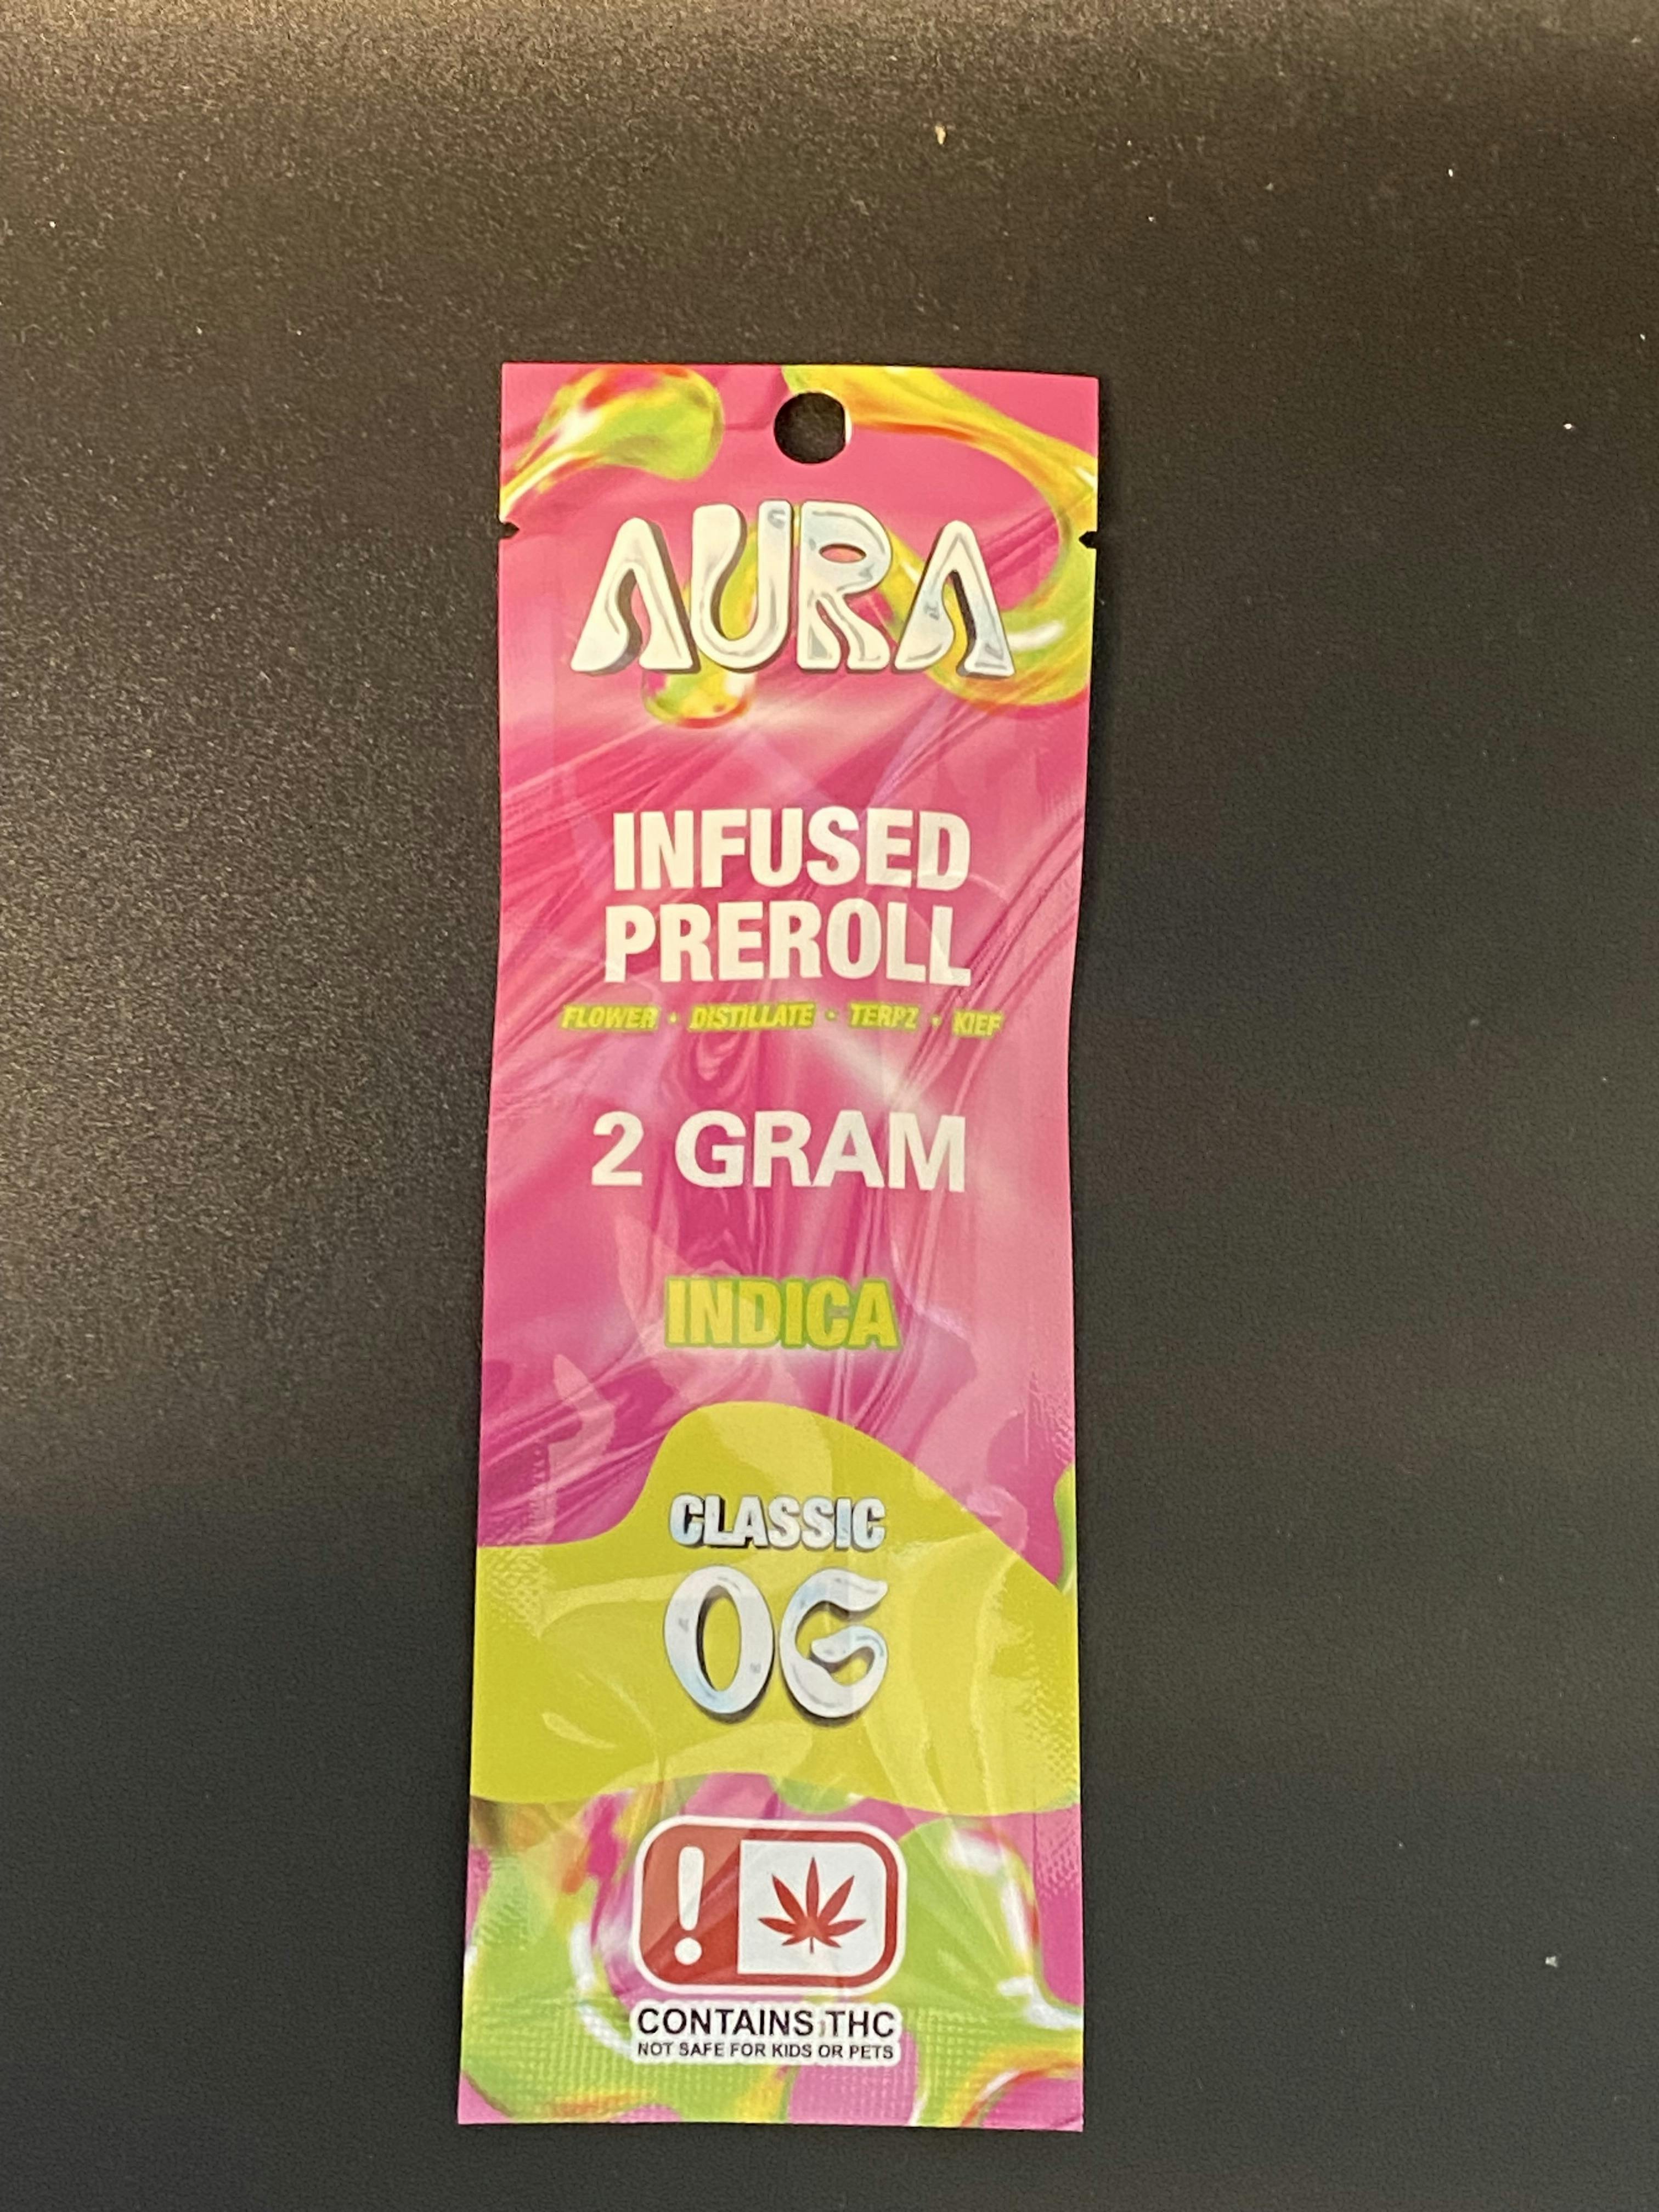 AURA
INFUSED
PREROLL
FLOWER • DISTILLATE • TERPZ • KIEF
2 GRAM
INDICA
CLASSIC
OG
!
CONTAINS THC
NOT SAFE FOR KIDS OR PETS